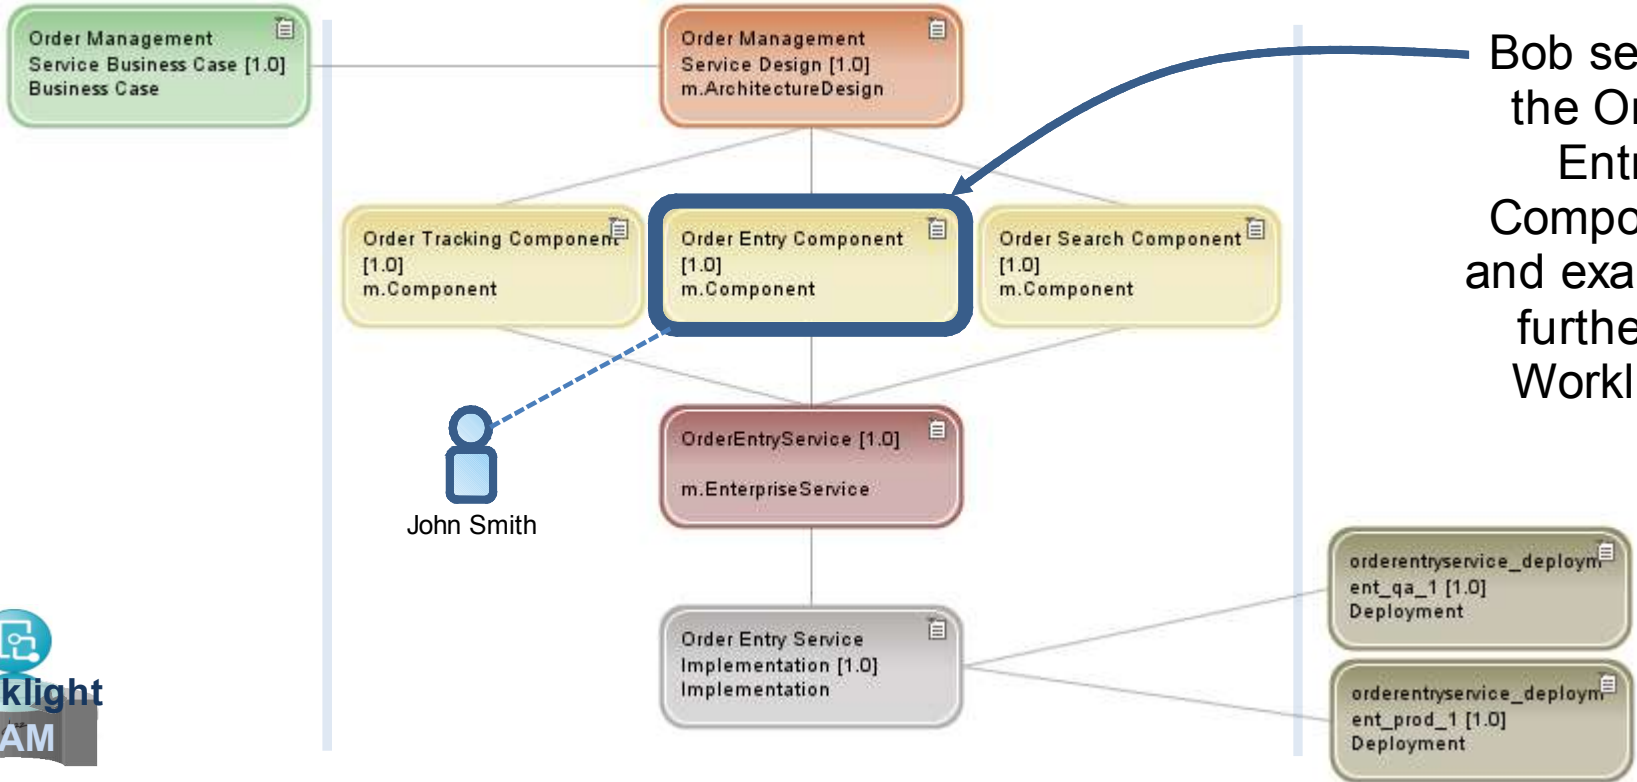 Order Management
Service Business Case [1.0]
Business Case
Order Management
Service Design [1.0]
m.ArchitectureDesign
Bob se
the Or
Entr
Compo
and exa
furthe
Workl
Order Tracking Component
[1.0]
m.Component
Order Entry Component
[1.0]
m.Component
Order Search Component
[1.0]
m.Component
John Smith
OrderEntryService [1.0]
m.EnterpriseService
Order Entry Service
Implementation [1.0]
Implementation
orderentryservice_deploym
ent_qa_1 [1.0]
Deployment
orderentryservice_deploym
ent_prod_1 [1.0]
Deployment
klight
AM